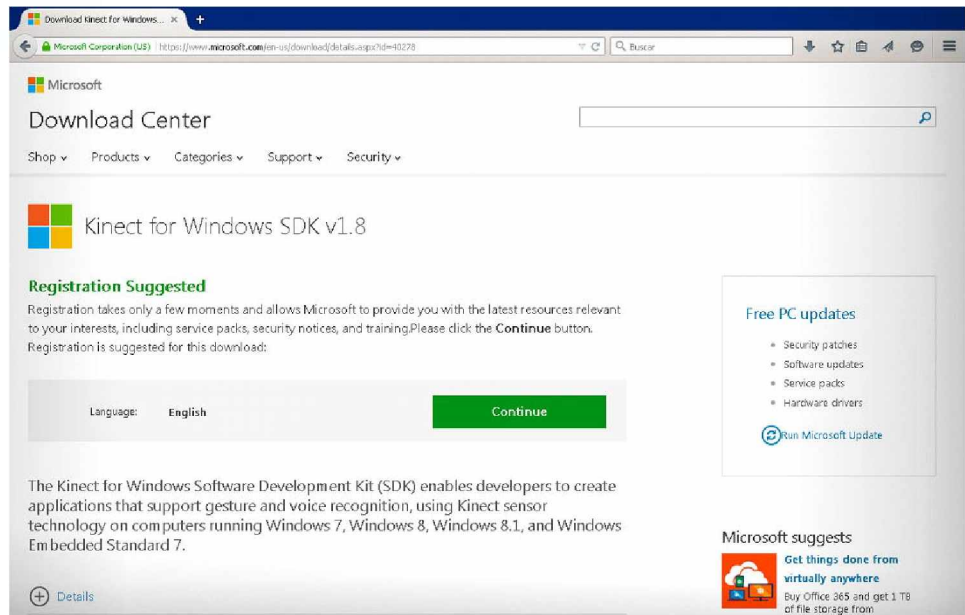 Download Kinect for Windows...
Microsoft Corporation (US) https://www.microsoft.com/en-us/download/details.aspx?id=40278
Buscar
Microsoft
Download Center
Shop Products Categories Support Security
Kinect for Windows SDK v1.8
Registration Suggested
Registration takes only a few moments and allows Microsoft to provide you with the latest resources relevant
to your interests, including service packs, security notices, and training.Please click the Continue button.
Registration is suggested for this download:
Language: English Continue
The Kinect for Windows Software Development Kit (SDK) enables developers to create
applications that support gesture and voice recognition, using Kinect sensor
technology on computers running Windows 7, Windows 8, Windows 8.1, and Windows
Embedded Standard 7.
Details
Free PC updates
Security patches
Software updates
Service packs
Hardware drivers
Run Microsoft Update
Microsoft suggests
Get things done from
virtually anywhere
Buy Office 365 and get 1 TB
of file storage from